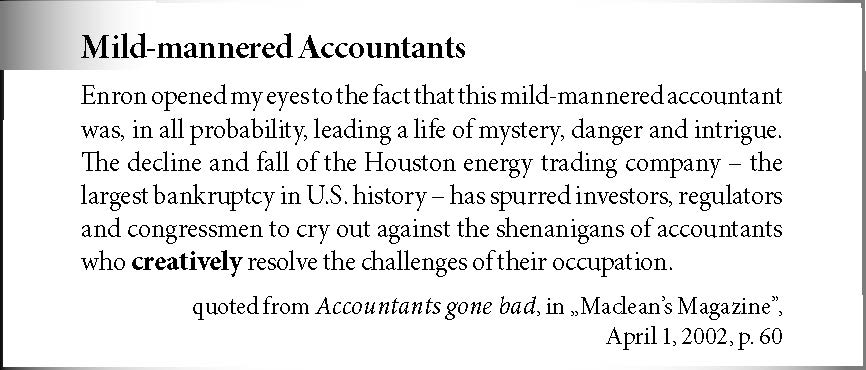 Mild-mannered Accountants
Enron opened my eyes to the fact that this mild-mannered accountant
was, in all probability, leading a life of mystery, danger and intrigue.
The decline and fall of the Houston energy trading company – the
largest bankruptcy in U.S. history – has spurred investors, regulators
and congressmen to cry out against the shenanigans of accountants
who creatively resolve the challenges of their occupation.
quoted from Accountants gone bad, in „Maclean’s Magazine”,
April 1, 2002, p. 60